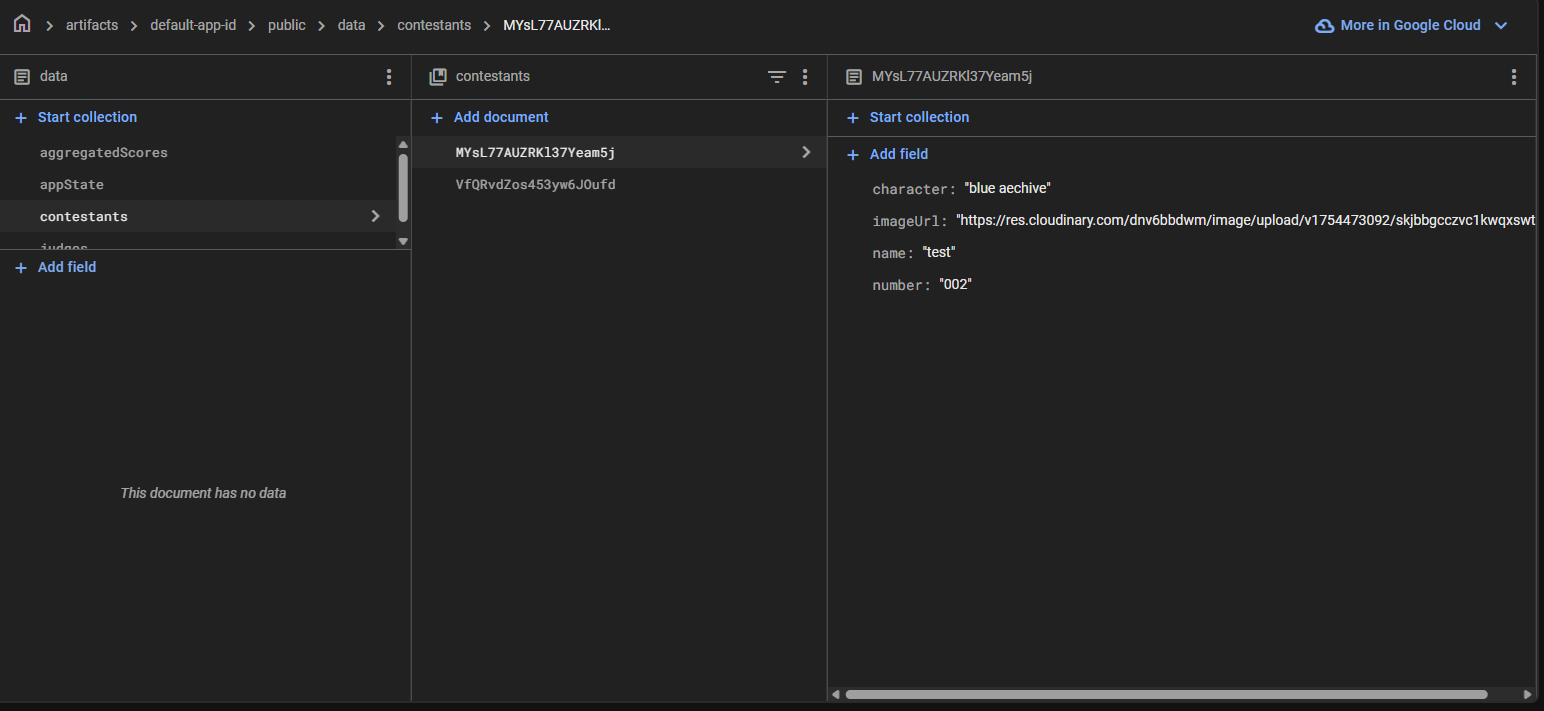 artifacts > default-app-id > public > data > contestants > MYsL77AUZRKl...
More in Google Cloud
data
Start collection
aggregatedScores
appState
contestants
judges
Add field
This document has no data
contestants
Add document
MYsL77AUZRKl37Yeam5j
VfQRvdZos453yw6JOufd
MYsL77AUZRKl37Yeam5j
Start collection
Add field
character: "blue aechive"
imageUrl: "https://res.cloudinary.com/dnv6bbdwm/image/upload/v1754473092/skjbbgcczvc1kwqxswt
name: "test"
number: "002"